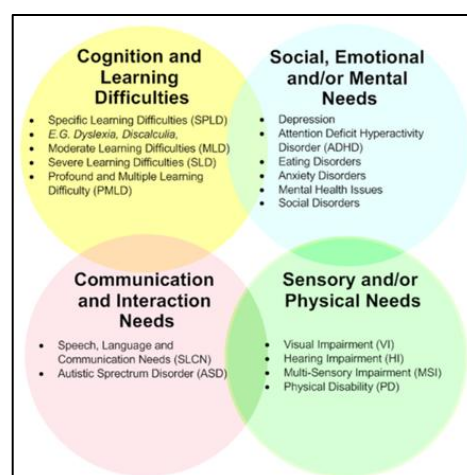 Cognition and
Learning
Difficulties
• Specific Learning Difficulties (SPLD)
• E.G. Dyslexia, Discalculia,
• Moderate Learning Difficulties (MLD)
• Severe Learning Difficulties (SLD)
• Profound and Multiple Learning
Difficulty (PMLD)
Social, Emotional
and/or Mental
Needs
• Depression
• Attention Deficit Hyperactivity
Disorder (ADHD)
• Eating Disorders
• Anxiety Disorders
• Mental Health Issues
• Social Disorders
Communication
and Interaction
Needs
• Speech, Language and
Communication Needs (SLCN)
• Autistic Sprectrum Disorder (ASD)
Sensory and/or
Physical Needs
• Visual Impairment (VI)
• Hearing Impairment (HI)
• Multi-Sensory Impairment (MSI)
• Physical Disability (PD)